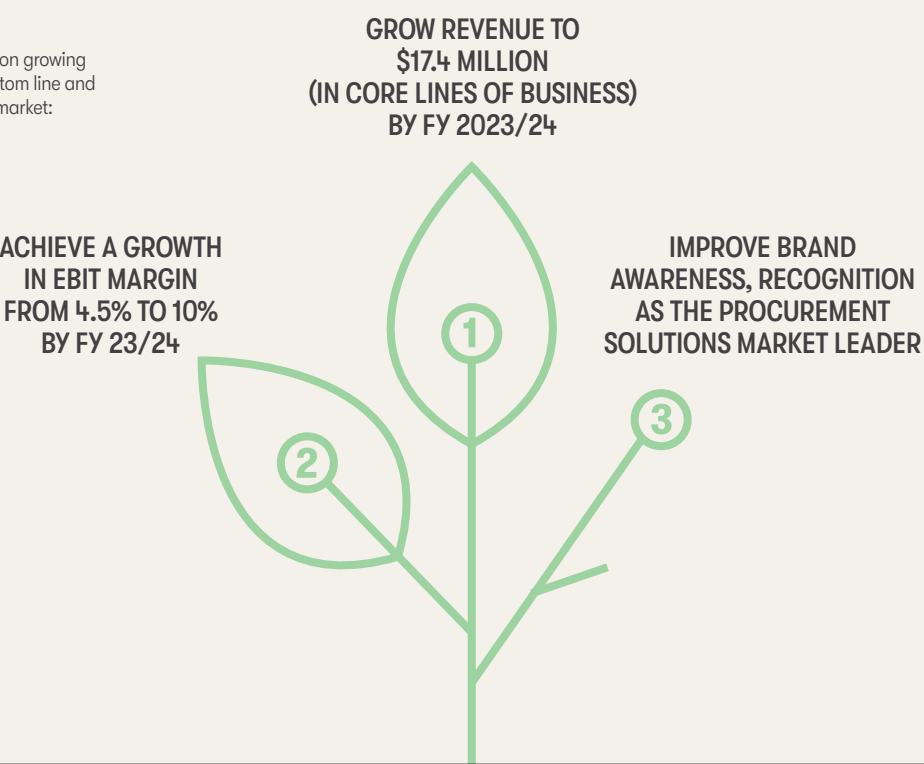 on growing
tom line and
market:
GROW REVENUE TO
$17.4 MILLION
(IN CORE LINES OF BUSINESS)
BY FY 2023/24
ACHIEVE A GROWTH
IN EBIT MARGIN
FROM 4.5% TO 10%
BY FY 23/24
IMPROVE BRAND
AWARENESS, RECOGNITION
AS THE PROCUREMENT
SOLUTIONS MARKET LEADER
1
2
3